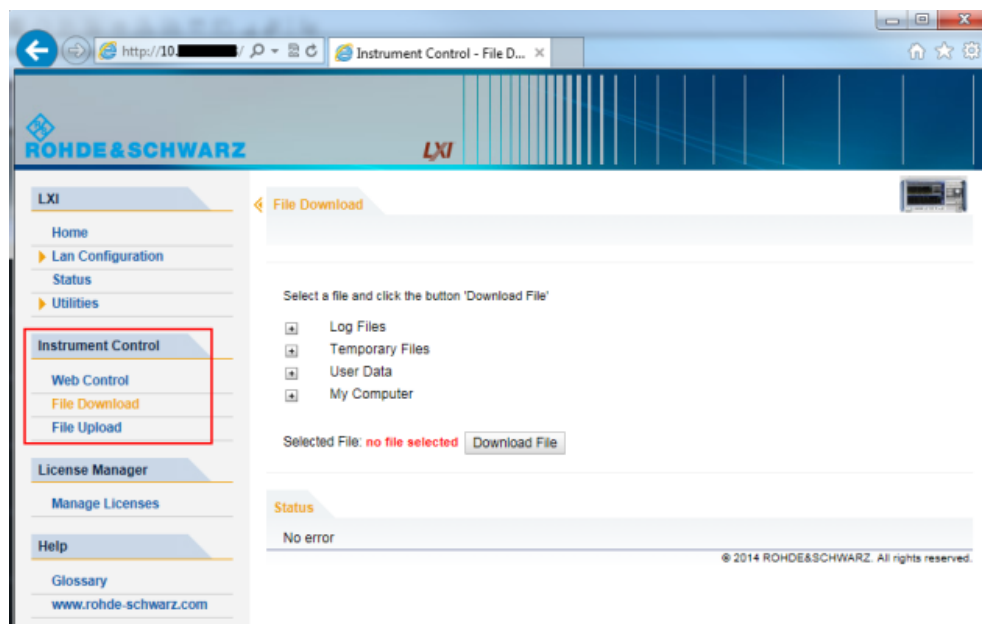 http://10. / Instrument Control - File D...
ROHDE&SCHWARZ
LXI
LXI
Home
Lan Configuration
Status
Utilities
Instrument Control
Web Control
File Download
File Upload
License Manager
Manage Licenses
Help
Glossary
www.rohde-schwarz.com
File Download
Select a file and click the button 'Download File'
Log Files
Temporary Files
User Data
My Computer
Selected File: no file selected Download File
Status
No error
© 2014 ROHDE&SCHWARZ. All rights reserved.